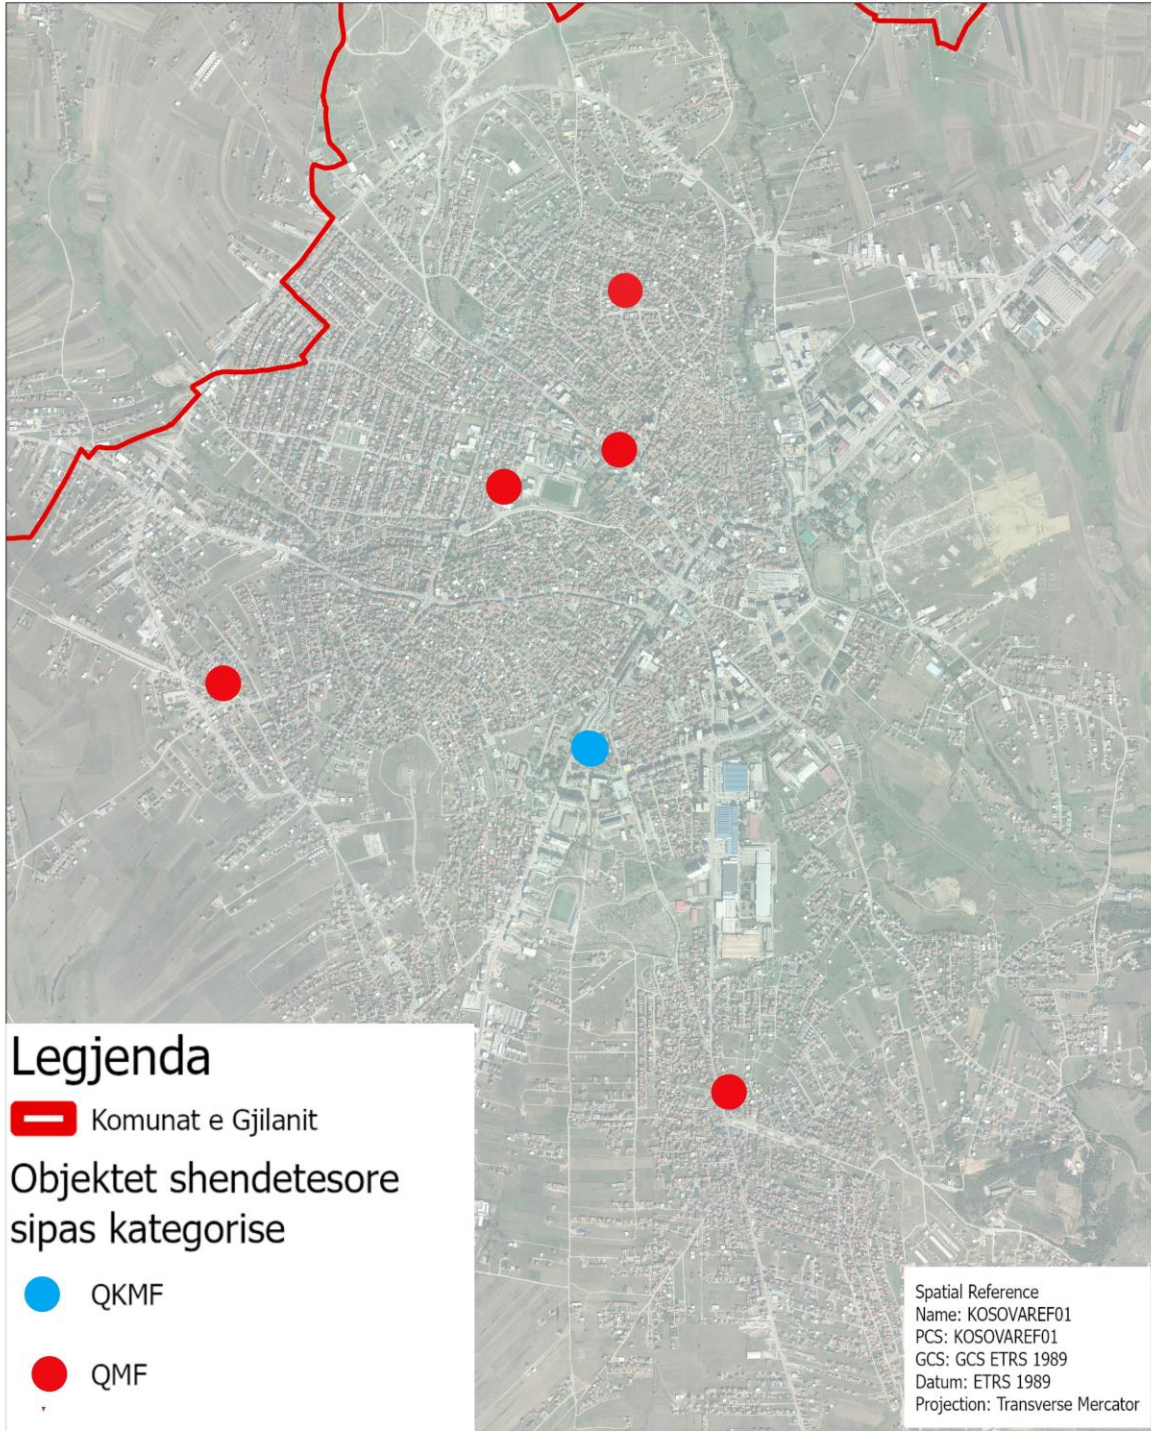 Legjenda
Komunat e Gjilanit
Objektet shendetesore
sipas kategorise
QKMF
QMF
Spatial Reference
Name: KOSOVAREF01
PCS: KOSOVAREF01
GCS: GCS ETRS 1989
Datum: ETRS 1989
Projection: Transverse Mercator